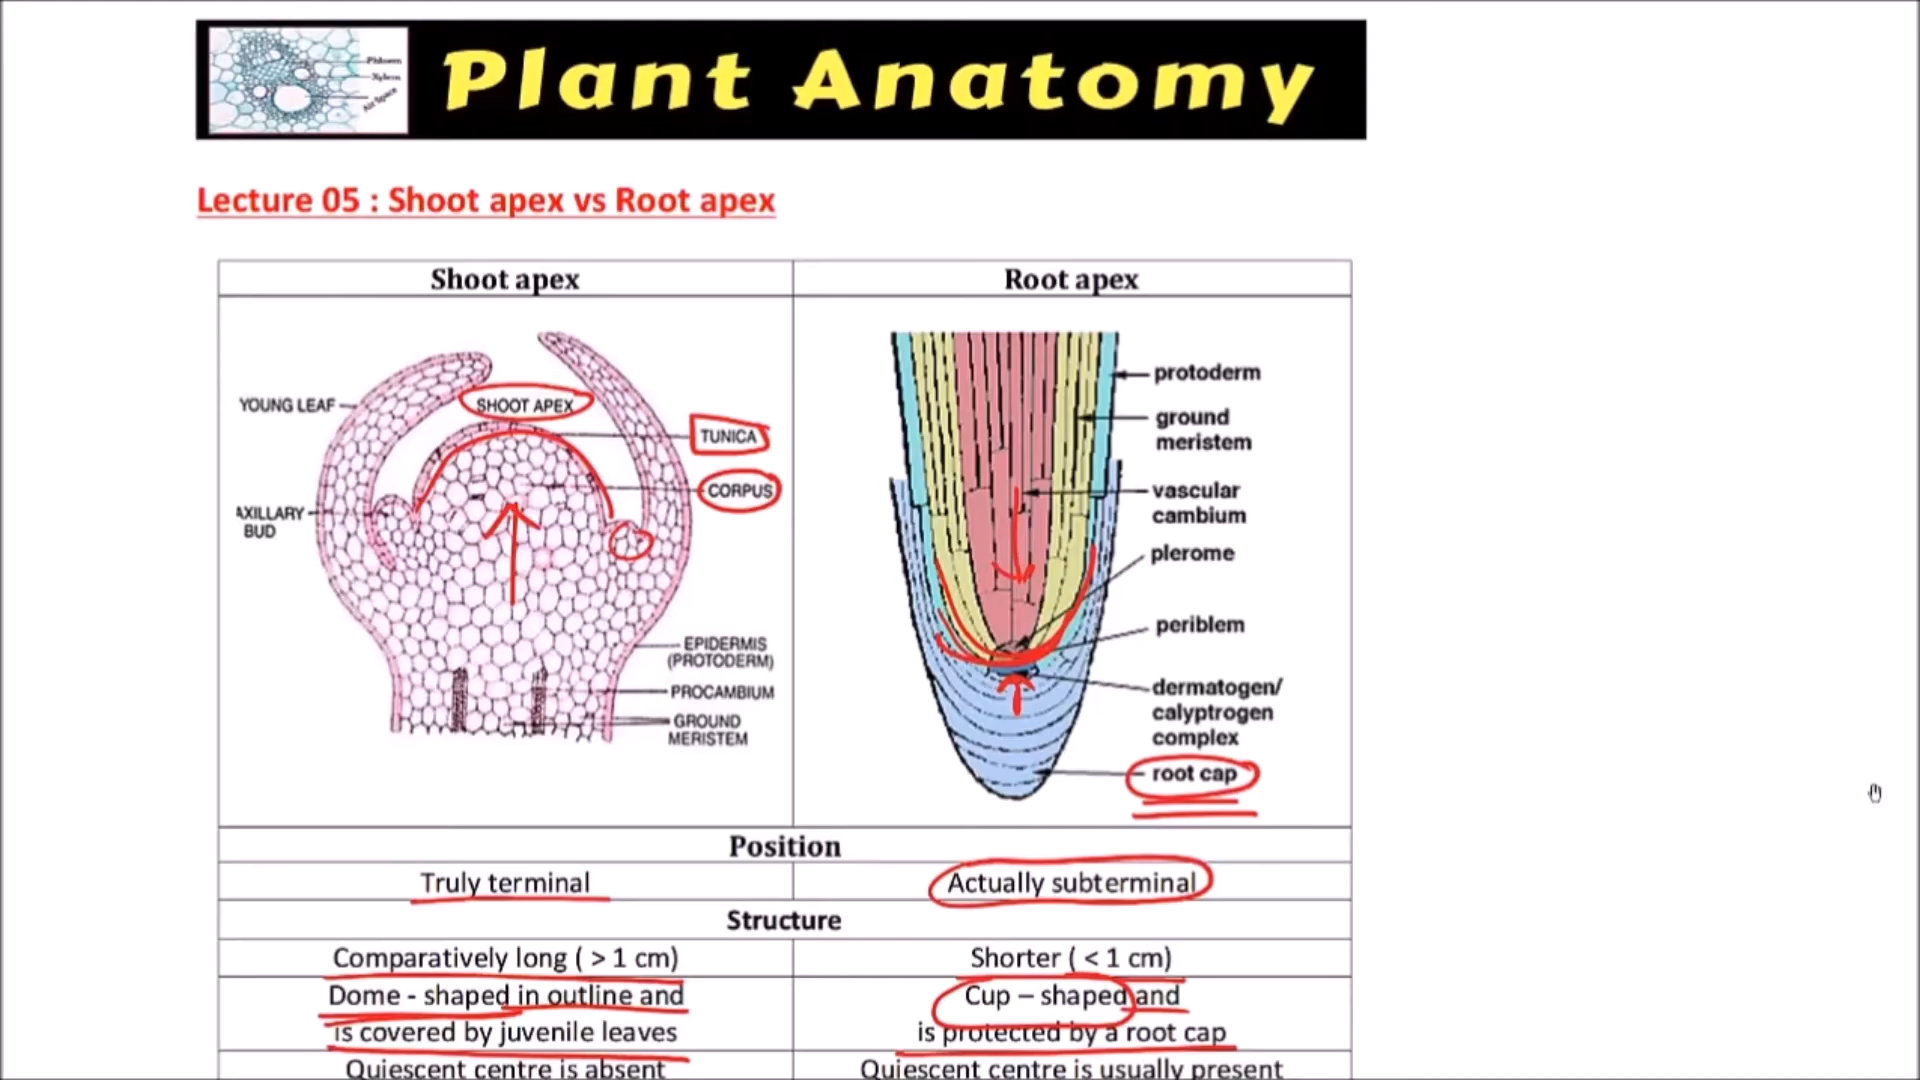 Phloem
Xylem
Air Space
Plant Anatomy
Lecture 05 : Shoot apex vs Root apex
Shoot apex
Root apex
YOUNG LEAF
SHOOT APEX
TUNICA
CORPUS
AXILLARY
BUD
EPIDERMIS
(PROTODERM)
PROCAMBIUM
GROUND
MERISTEM
protoderm
ground
meristem
vascular
cambium
plerome
periblem
dermatogen/
calyptrogen
complex
root cap
Position
Truly terminal
Actually subterminal
Structure
Comparatively long ( > 1 cm)
Shorter ( < 1 cm)
Dome - shaped in outline and
is covered by juvenile leaves
Cup – shaped and
is protected by a root cap
Quiescent centre is absent
Quiescent centre is usually present